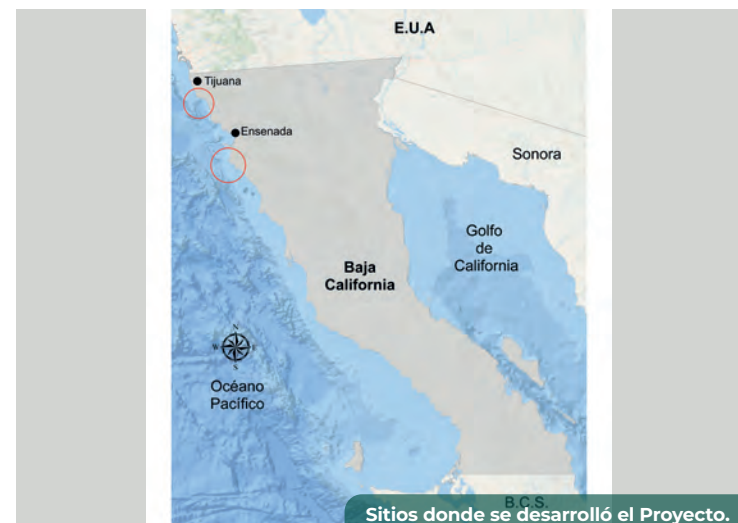 E.U.A
Tijuana
Ensenada
Sonora
Golfo
de
California
Baja
California
N
W
E
S
Océano
Pacífico
B.C.S.
Sitios donde se desarrolló el Proyecto.